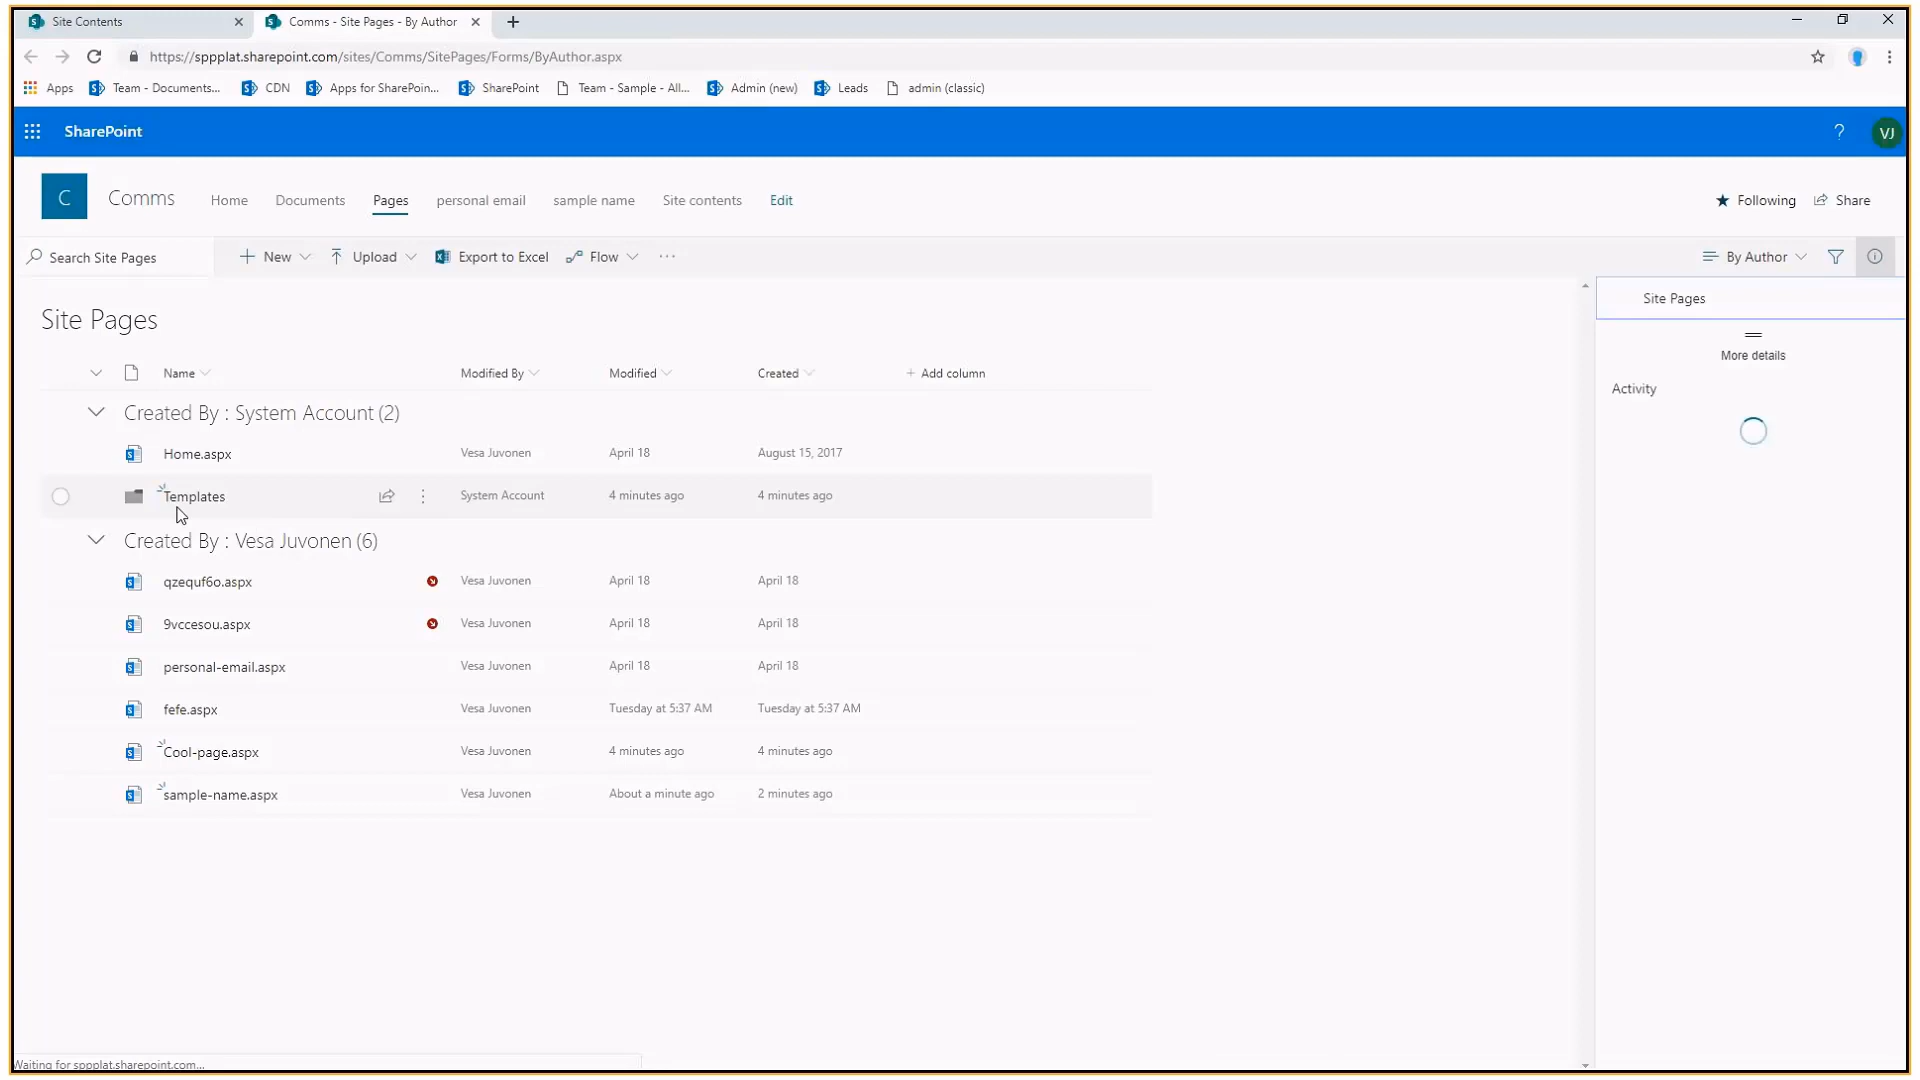 Site Contents
Comms - Site Pages - By Author
https://sppplat.sharepoint.com/sites/Comms/SitePages/Forms/ByAuthor.aspx
Apps Team - Documents... CDN Apps for SharePoin... SharePoint Team - Sample - All... Admin (new) Leads admin (classic)
SharePoint ? VJ
C Comms Home Documents Pages personal email sample name Site contents Edit Following Share
Search Site Pages New Upload Export to Excel Flow ... By Author
Site Pages
Site Pages
More details
Activity
Name Modified By Modified Created + Add column
Created By : System Account (2)
Home.aspx Vesa Juvonen April 18 August 15, 2017
Templates System Account 4 minutes ago 4 minutes ago
Created By : Vesa Juvonen (6)
qzequf6o.aspx Vesa Juvonen April 18 April 18
9vccesou.aspx Vesa Juvonen April 18 April 18
personal-email.aspx Vesa Juvonen April 18 April 18
fefe.aspx Vesa Juvonen Tuesday at 5:37 AM Tuesday at 5:37 AM
Cool-page.aspx Vesa Juvonen 4 minutes ago 4 minutes ago
sample-name.aspx Vesa Juvonen About a minute ago 2 minutes ago
Waiting for sppplat.sharepoint.com...